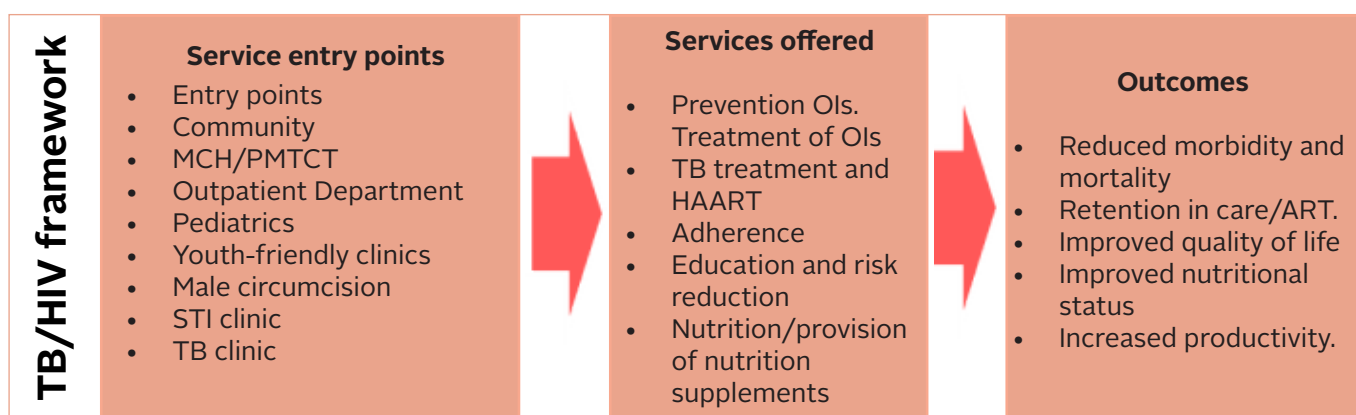 TB/HIV framework
Service entry points
• Entry points
• Community
• MCH/PMTCT
• Outpatient Department
• Pediatrics
• Youth-friendly clinics
• Male circumcision
• STI clinic
• TB clinic
Services offered
• Prevention OIs.
Treatment of OIs
• TB treatment and
HAART
• Adherence
• Education and risk
reduction
• Nutrition/provision
of nutrition
supplements
Outcomes
• Reduced morbidity and
mortality
• Retention in care/ART.
• Improved quality of life
• Improved nutritional
status
• Increased productivity.